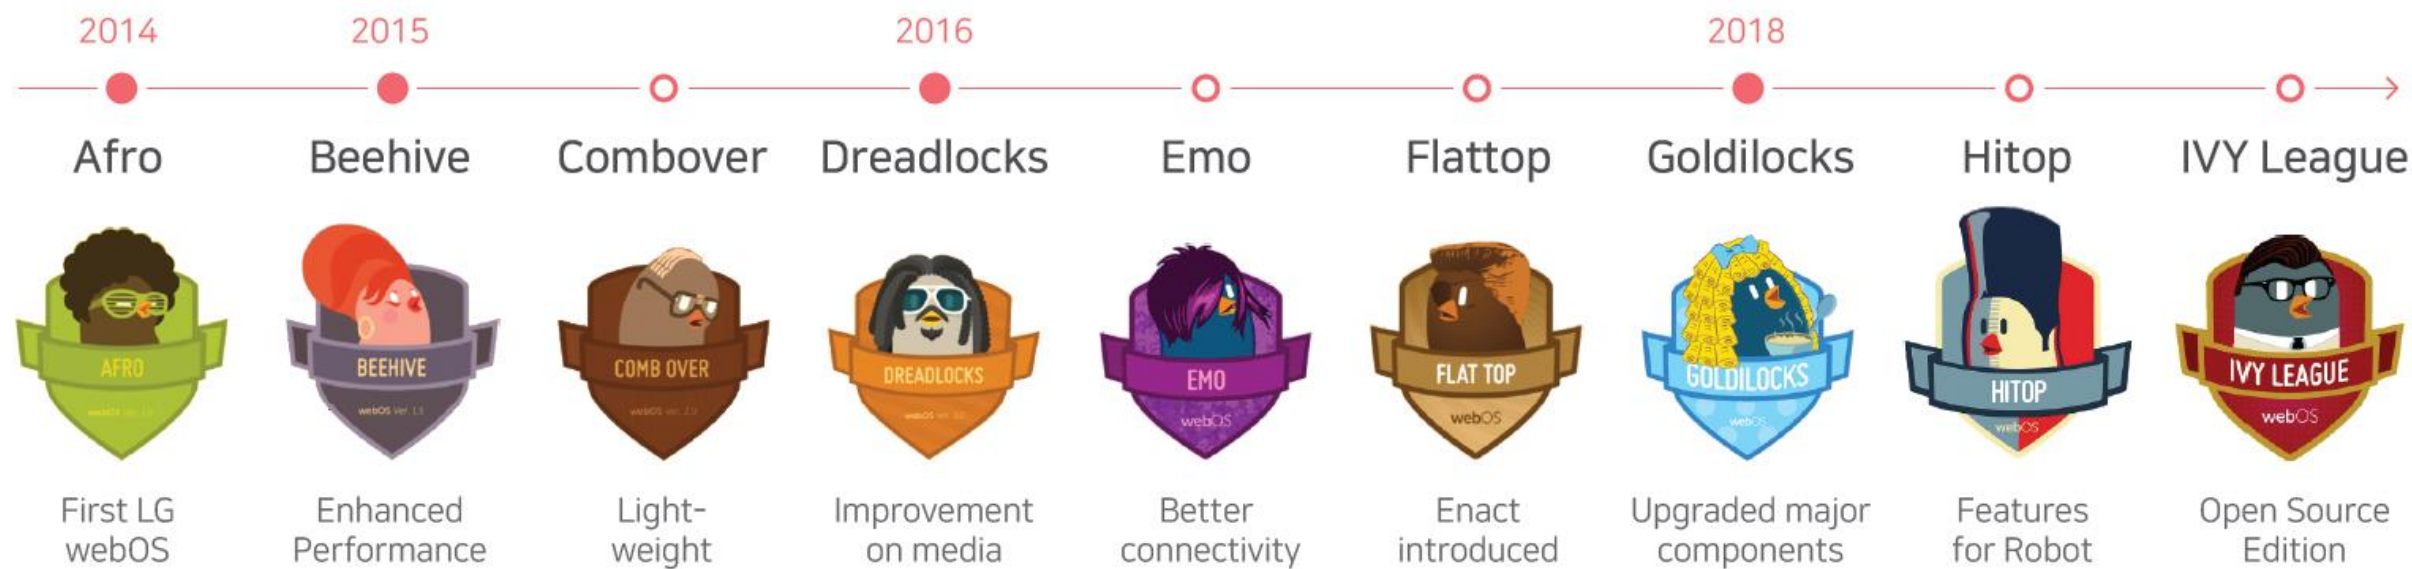 2014 2015 2016 2018
Afro Beehive Combover Dreadlocks Emo Flattop Goldilocks Hitop IVY League
AFRO BEEHIVE COMB OVER DREADLOCKS EMO FLAT TOP GOLDILOCKS HITOP IVY LEAGUE
webOS Ver. 1.5 webOS webOS webOS webOS webOS webOS webOS
First LG Enhanced Light- Improvement Better Enact Upgraded major Features Open Source
webOS Performance weight on media connectivity introduced components for Robot Edition